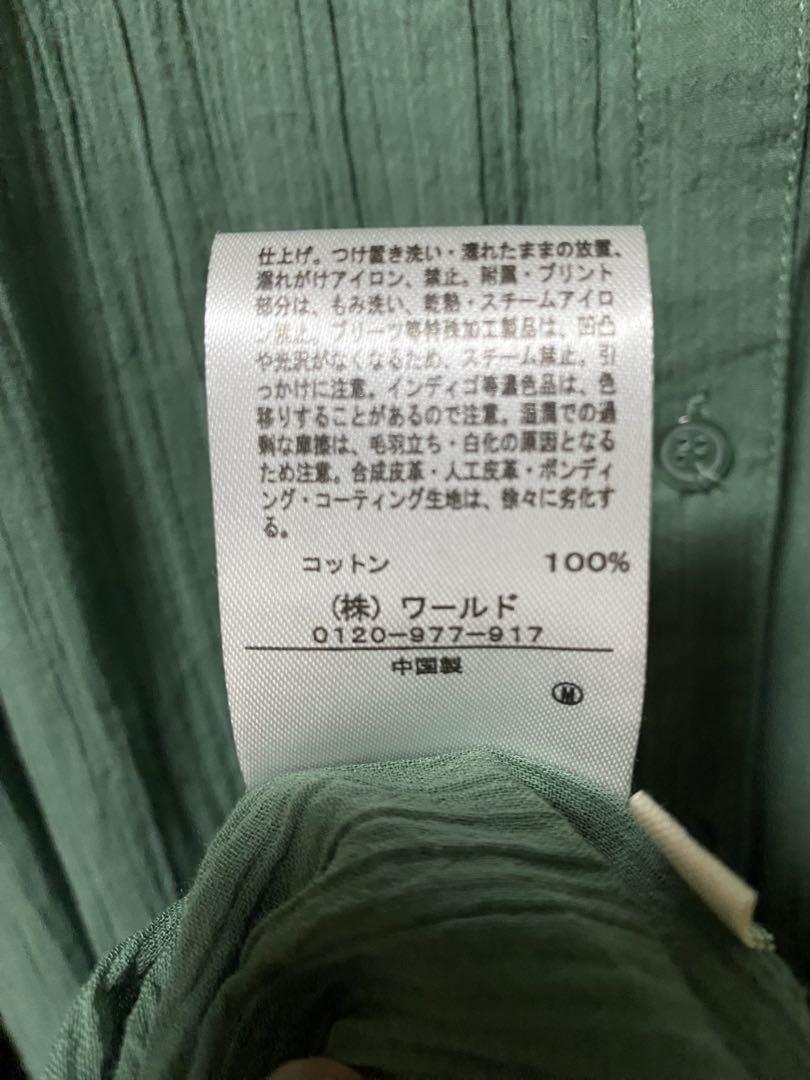 仕上げ。つけ置き洗い・濡れたままの放置、
濡れがけアイロン、禁止。附属・プリント
部分は、もみ洗い、乾熱・スチームアイロ
ン禁止。プリーツ等特殊加工製品は、凹凸
や光沢がなくなるため、スチーム禁止。引
っかけに注意。インディゴ等濃色品は、色
移りすることがあるので注意。湿潤での過
剰な摩擦は、毛羽立ち・白化の原因となる
ため注意。合成皮革・人工皮革・ボンディ
ング・コーティング生地は、徐々に劣化す
る。
コットン 100%
(株) ワールド
0120-977-917
中国製
Ⓜ